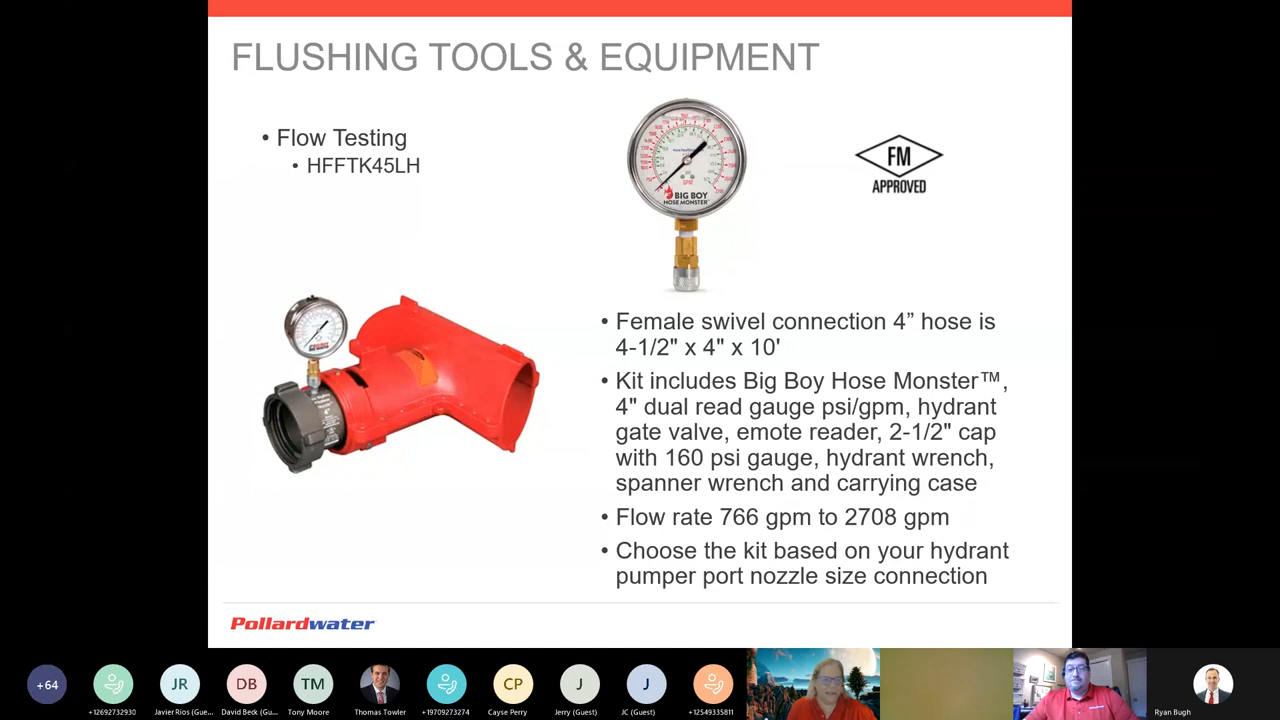 FLUSHING TOOLS & EQUIPMENT
• Flow Testing
• HFFTK45LH
GPM
BIG BOY
HOSE MONSTER
FM
APPROVED
• Female swivel connection 4” hose is
4-1/2" x 4" x 10'
• Kit includes Big Boy Hose Monster™,
4" dual read gauge psi/gpm, hydrant
gate valve, emote reader, 2-1/2" cap
with 160 psi gauge, hydrant wrench,
spanner wrench and carrying case
• Flow rate 766 gpm to 2708 gpm
• Choose the kit based on your hydrant
pumper port nozzle size connection
Pollardwater
+64
JR
DB
TM
CP
J
J
+12692732930
Javier Rios (Gue...
David Beck (Gu...
Tony Moore
Thomas Towler
+19709273274
Cayse Perry
Jerry (Guest)
JC (Guest)
+12549335811
Ryan Bugh